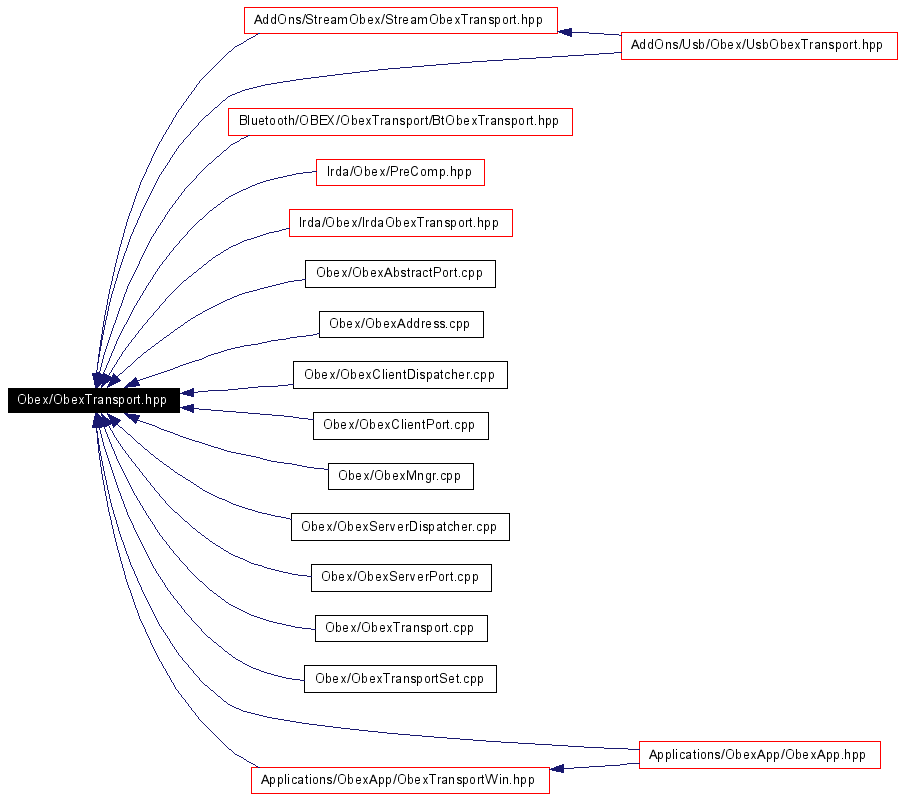 AddOns/StreamObex/StreamObexTransport.hpp
AddOns/Usb/Obex/UsbObexTransport.hpp
Bluetooth/OBEX/ObexTransport/BtObexTransport.hpp
Irda/Obex/PreComp.hpp
Irda/Obex/IrdaObexTransport.hpp
Obex/ObexAbstractPort.cpp
Obex/ObexAddress.cpp
Obex/ObexClientDispatcher.cpp
Obex/ObexTransport.hpp
Obex/ObexClientPort.cpp
Obex/ObexMngr.cpp
Obex/ObexServerDispatcher.cpp
Obex/ObexServerPort.cpp
Obex/ObexTransport.cpp
Obex/ObexTransportSet.cpp
Applications/ObexApp/ObexApp.hpp
Applications/ObexApp/ObexTransportWin.hpp